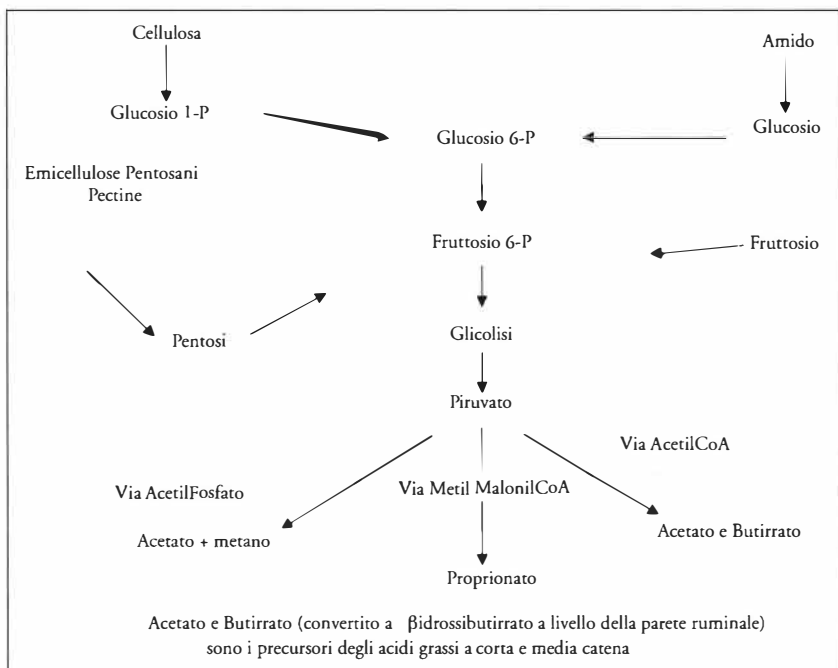 Cellulosa
Amido
Glucosio 1-P
Glucosio
Glucosio 6-P
Emicellulose Pentosani
Pectine
Fruttosio 6-P
Fruttosio
Pentosi
Glicolisi
Piruvato
Via AcetilCoA
Via AcetilFosfato
Via Metil MalonilCoA
Acetato + metano
Acetato e Butirrato
Proprionato
Acetato e Butirrato (convertito a βidrossibutirrato a livello della parete ruminale)
sono i precursori degli acidi grassi a corta e media catena